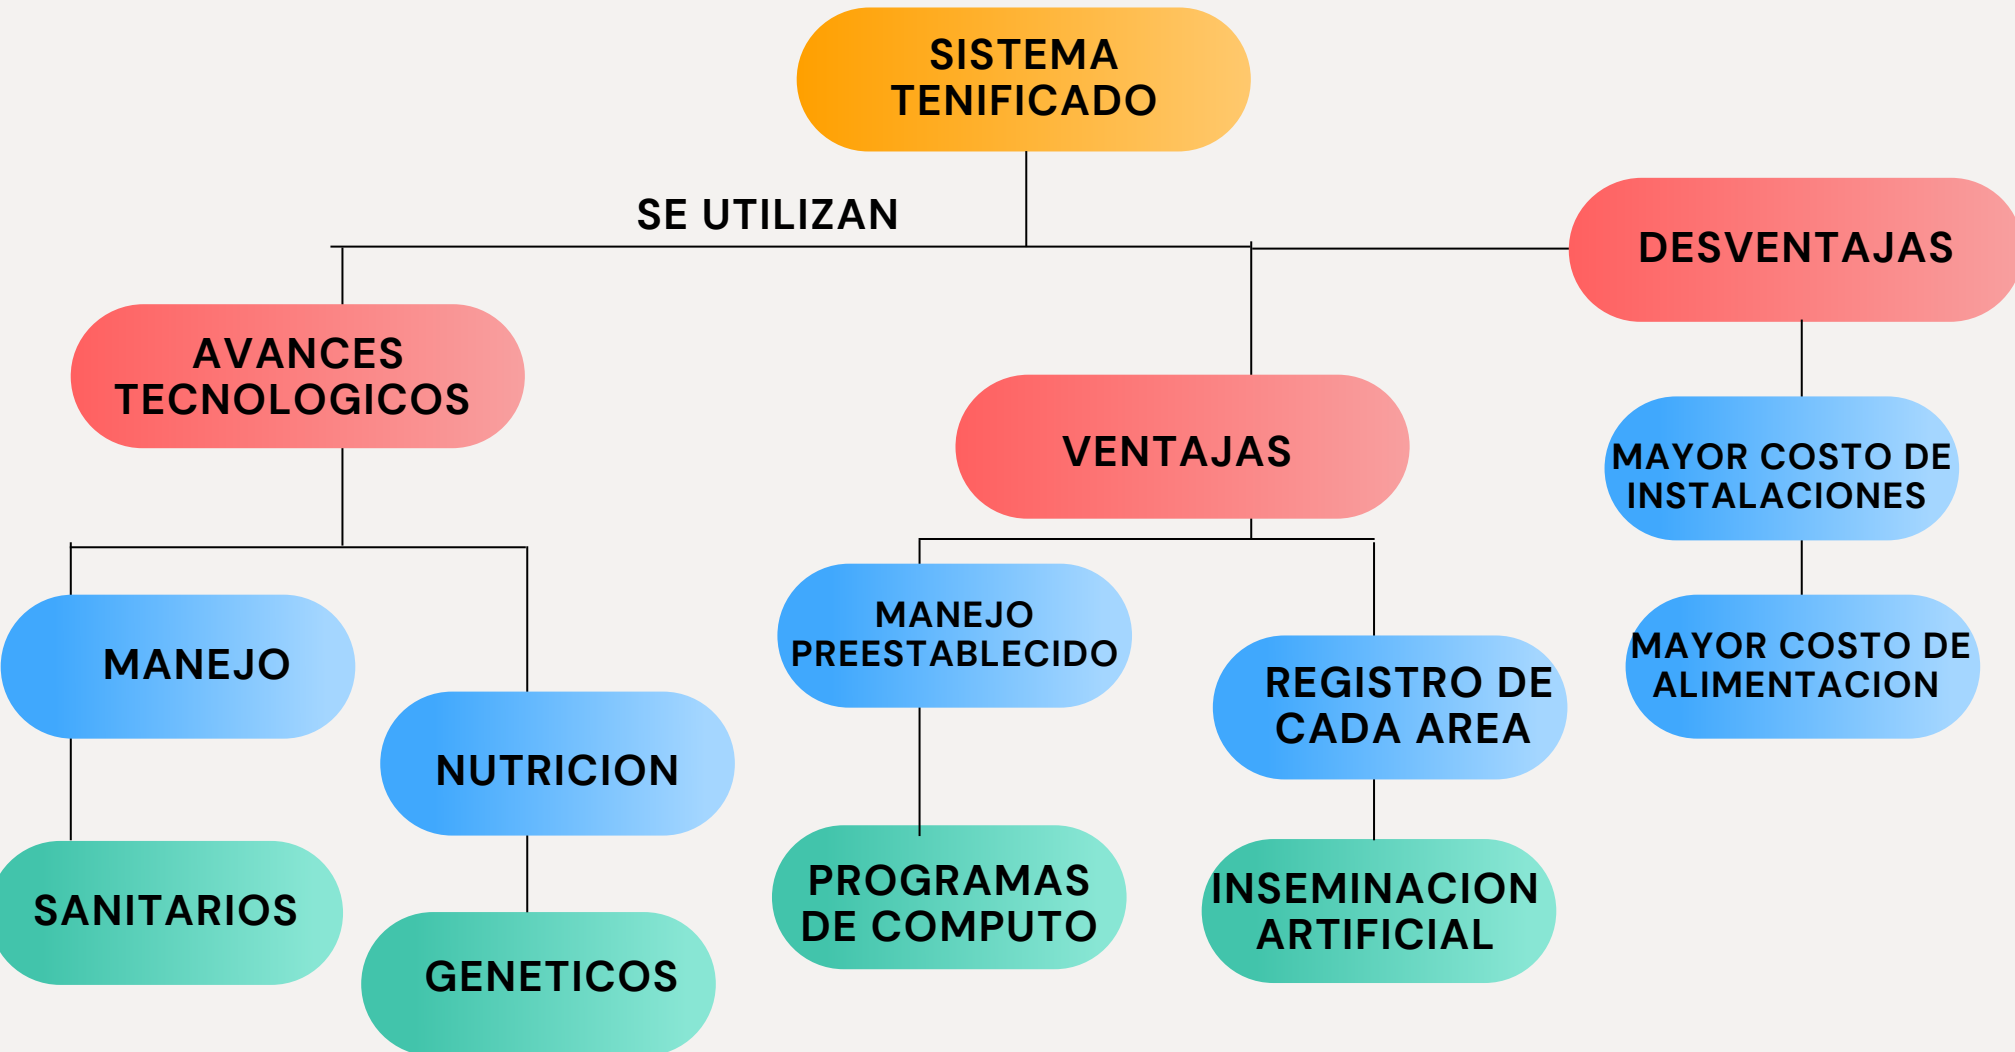 SISTEMA
TENIFICADO
SE UTILIZAN
DESVENTAJAS
AVANCES
TECNOLOGICOS
VENTAJAS
MAYOR COSTO DE
INSTALACIONES
MANEJO
PREESTABLECIDO
MAYOR COSTO DE
ALIMENTACION
MANEJO
REGISTRO DE
CADA AREA
NUTRICION
PROGRAMAS
DE COMPUTO
INSEMINACION
ARTIFICIAL
SANITARIOS
GENETICOS